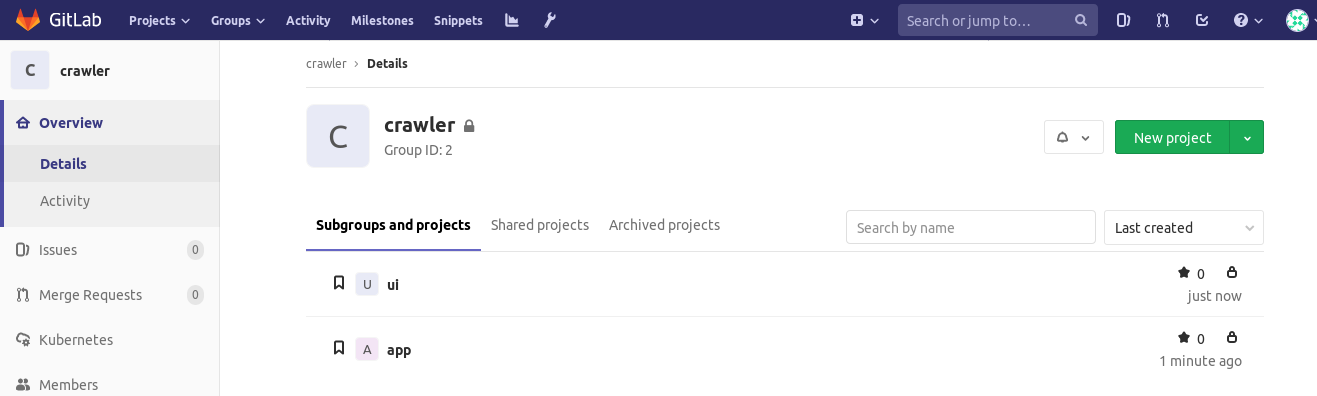 GitLab Projects Groups Activity Milestones Snippets Search or jump to…
C crawler
Overview
Details
Activity
Issues 0
Merge Requests 0
Kubernetes
Members
crawler > Details
C
crawler
Group ID: 2
New project
Subgroups and projects Shared projects Archived projects Search by name Last created
U ui 0
just now
A app 0
1 minute ago